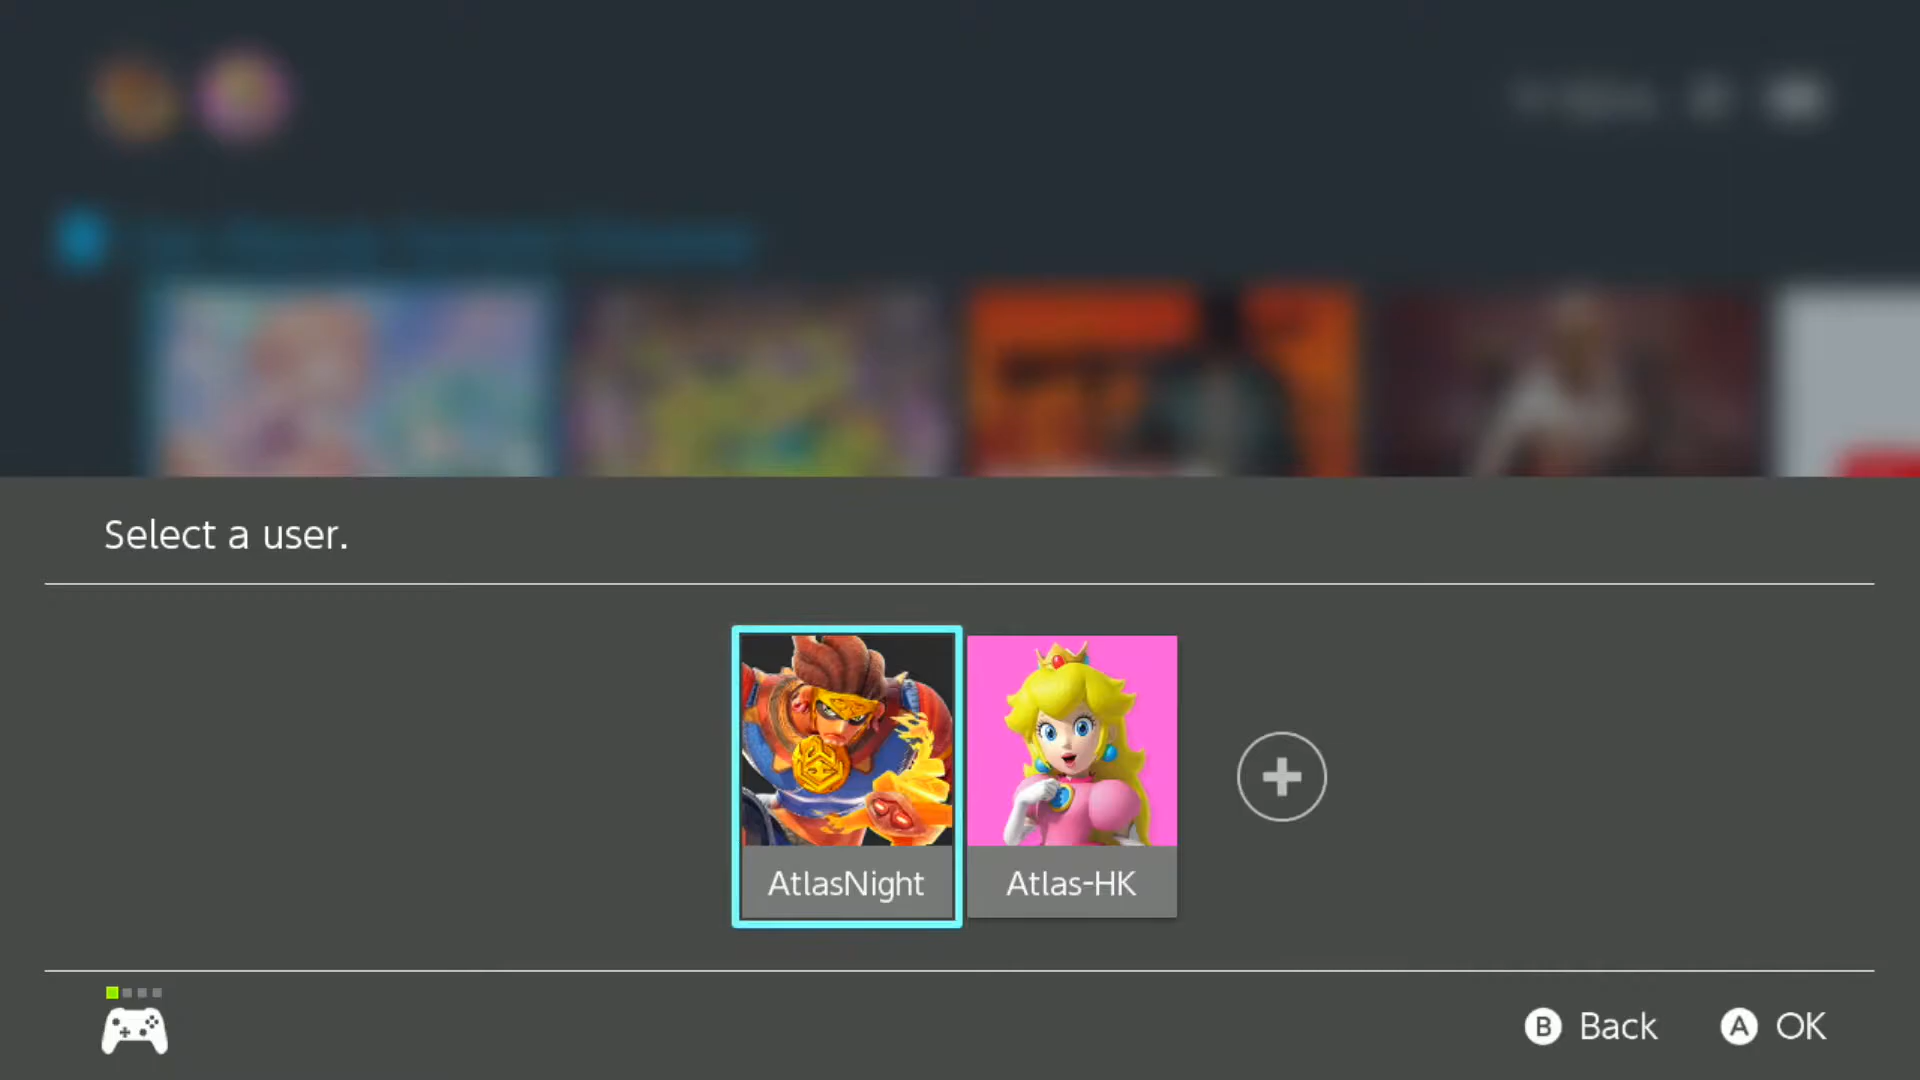 Select a user.
AtlasNight
Atlas-HK
B Back
A OK